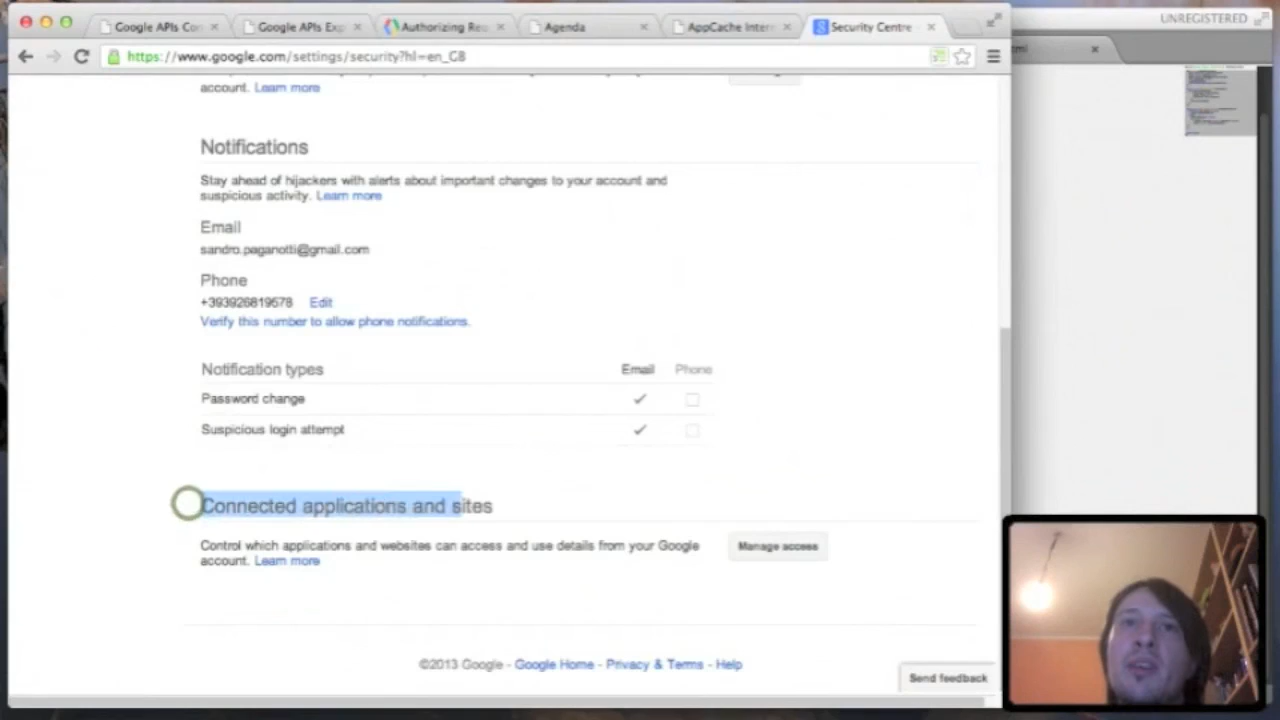 UNREGISTERED
Google APIs Con
Google APIs Exp
Authorizing Req
Agenda
AppCache Intern
Security Centre
https://www.google.com/settings/security?hl=en_GB
account. Learn more
Notifications
Stay ahead of hijackers with alerts about important changes to your account and
suspicious activity. Learn more
Email
sandro.paganotti@gmail.com
Phone
+393926819578 Edit
Verify this number to allow phone notifications.
Notification types Email Phone
Password change
Suspicious login attempt
Connected applications and sites
Control which applications and websites can access and use details from your Google
account. Learn more
Manage access
©2013 Google - Google Home - Privacy & Terms - Help
Send feedback